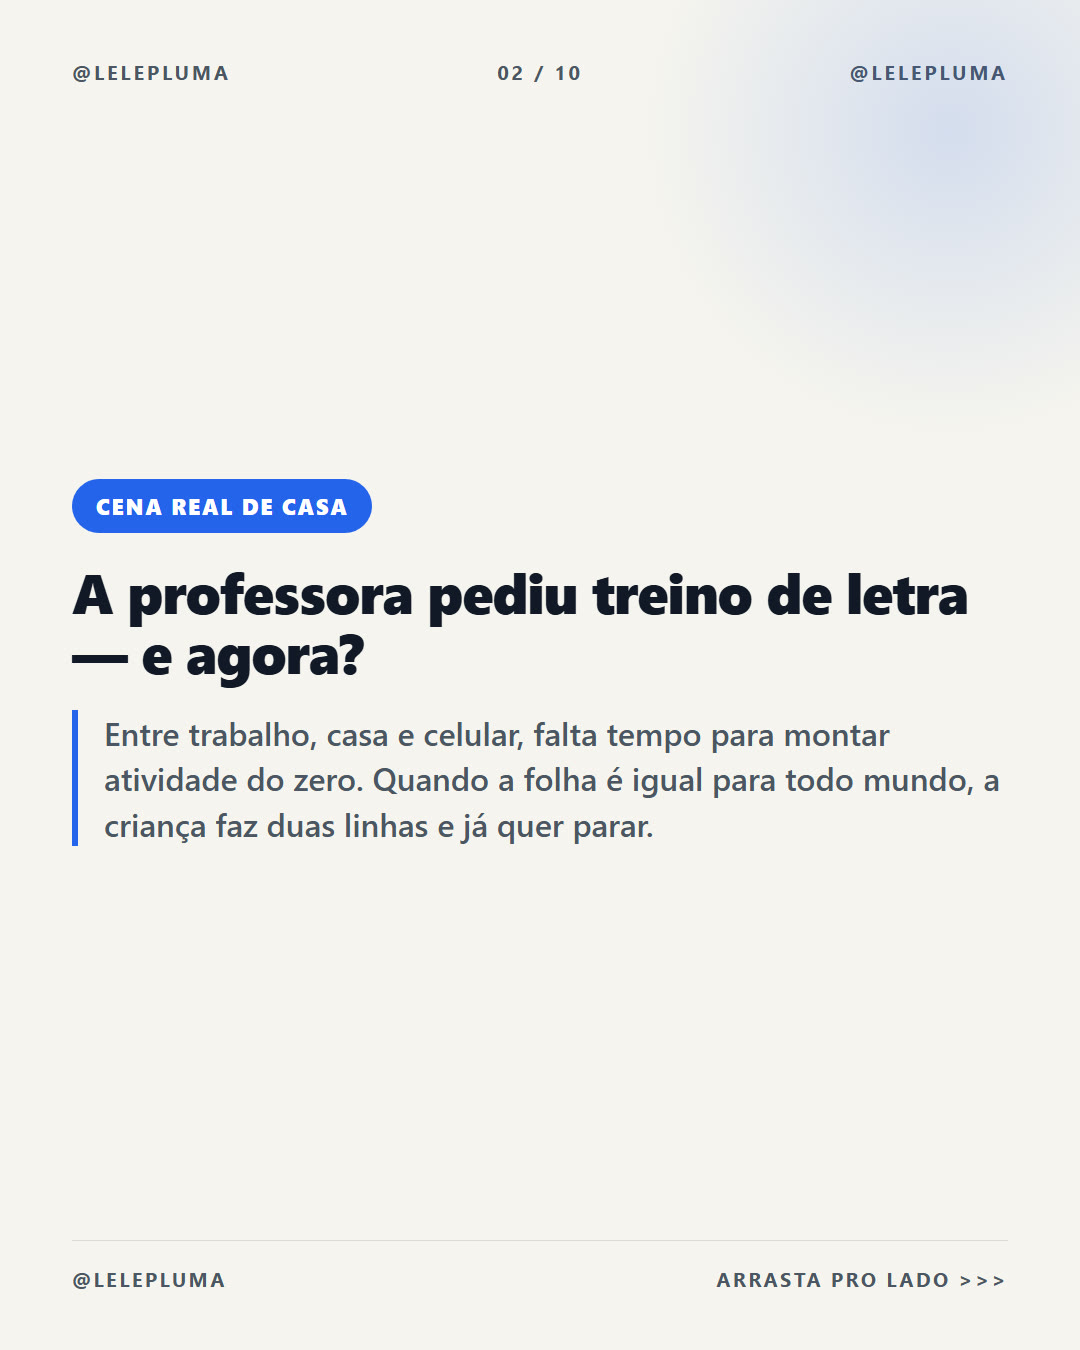 @LELEPLUMA
02 / 10
@LELEPLUMA
CENA REAL DE CASA
A professora pediu treino de letra
— e agora?
Entre trabalho, casa e celular, falta tempo para montar
atividade do zero. Quando a folha é igual para todo mundo, a
criança faz duas linhas e já quer parar.
@LELEPLUMA
ARRASTA PRO LADO >>>